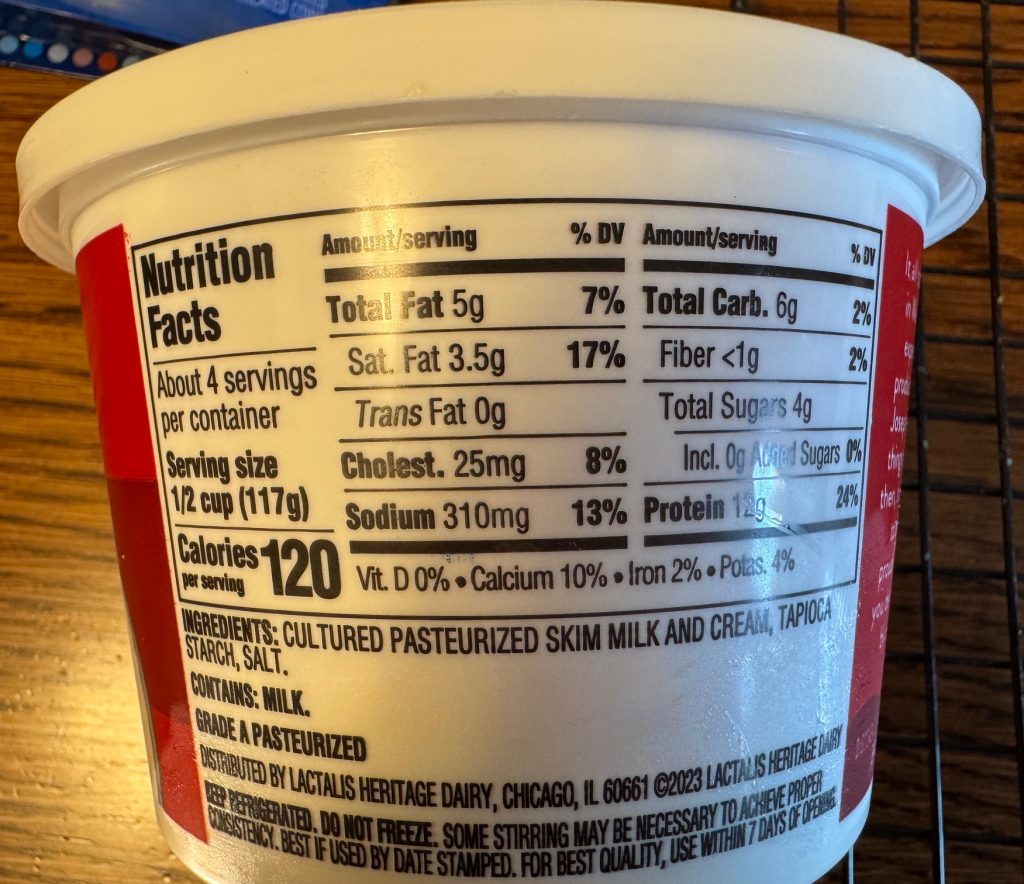 Nutrition
Facts
About 4 servings
per container
Serving size
1/2 cup (117g)
Calories 120
per serving
Amount/serving % DV
Total Fat 5g 7%
Sat. Fat 3.5g 17%
Trans Fat 0g
Cholest. 25mg 8%
Sodium 310mg 13%
Amount/serving % DV
Total Carb. 6g 2%
Fiber <1g 2%
Total Sugars 4g
Incl. 0g Added Sugars 0%
Protein 12g 24%
Vit. D 0% • Calcium 10% • Iron 2% • Potas. 4%
INGREDIENTS: CULTURED PASTEURIZED SKIM MILK AND CREAM, TAPIOCA
STARCH, SALT.
CONTAINS: MILK.
GRADE A PASTEURIZED
DISTRIBUTED BY LACTALIS HERITAGE DAIRY, CHICAGO, IL 60661 ©2023 LACTALIS HERITAGE DAIRY
KEEP REFRIGERATED. DO NOT FREEZE. SOME STIRRING MAY BE NECESSARY TO ACHIEVE PROPER
CONSISTENCY. BEST IF USED BY DATE STAMPED. FOR BEST QUALITY, USE WITHIN 7 DAYS OF OPENING.